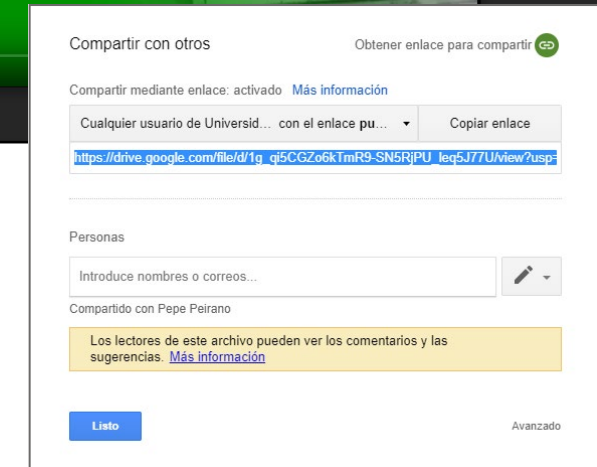 Compartir con otros
Obtener enlace para compartir
Compartir mediante enlace: activado Más información
Cualquier usuario de Universid... con el enlace pu...
Copiar enlace
https://drive.google.com/file/d/1g_qi5CGZo6kTmR9-SN5RjPU_leq5J77U/view?usp=
Personas
Introduce nombres o correos...
Compartido con Pepe Peirano
Los lectores de este archivo pueden ver los comentarios y las
sugerencias. Más información
Listo
Avanzado